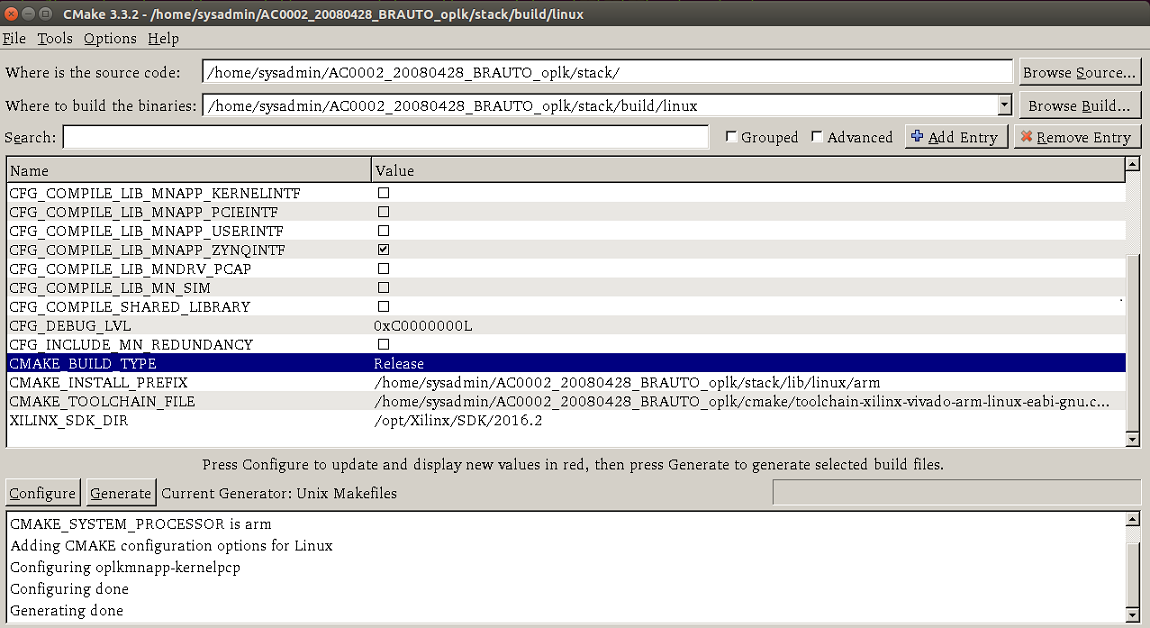 CMake 3.3.2 - /home/sysadmin/AC0002_20080428_BRAUTO_oplk/stack/build/linux
File Tools Options Help
Where is the source code: /home/sysadmin/AC0002_20080428_BRAUTO_oplk/stack/ Browse Source...
Where to build the binaries: /home/sysadmin/AC0002_20080428_BRAUTO_oplk/stack/build/linux Browse Build...
Search: Grouped Advanced Add Entry Remove Entry
Name Value
CFG_COMPILE_LIB_MNAPP_KERNELINTF
CFG_COMPILE_LIB_MNAPP_PCIEINTF
CFG_COMPILE_LIB_MNAPP_USERINTF
CFG_COMPILE_LIB_MNAPP_ZYNQINTF
CFG_COMPILE_LIB_MNDRV_PCAP
CFG_COMPILE_LIB_MN_SIM
CFG_COMPILE_SHARED_LIBRARY
CFG_DEBUG_LVL 0xC0000000L
CFG_INCLUDE_MN_REDUNDANCY
CMAKE_BUILD_TYPE Release
CMAKE_INSTALL_PREFIX /home/sysadmin/AC0002_20080428_BRAUTO_oplk/stack/lib/linux/arm
CMAKE_TOOLCHAIN_FILE /home/sysadmin/AC0002_20080428_BRAUTO_oplk/cmake/toolchain-xilinx-vivado-arm-linux-eabi-gnu.c...
XILINX_SDK_DIR /opt/Xilinx/SDK/2016.2
Press Configure to update and display new values in red, then press Generate to generate selected build files.
Configure Generate Current Generator: Unix Makefiles
CMAKE_SYSTEM_PROCESSOR is arm
Adding CMAKE configuration options for Linux
Configuring oplkmnapp-kernelpcp
Configuring done
Generating done